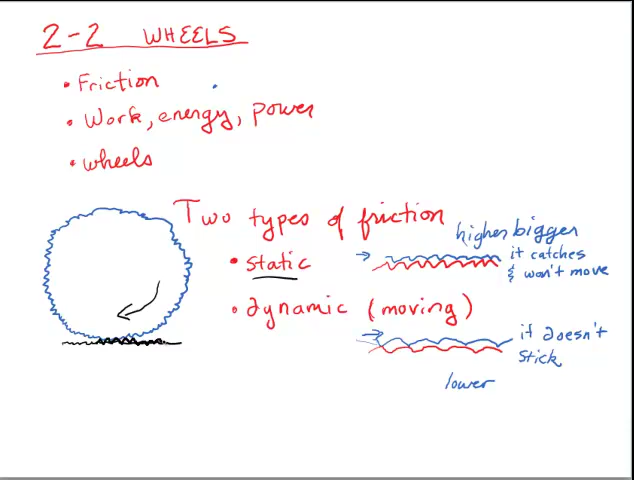 2-2 WHEELS
• Friction
• Work, energy, power
• wheels
Two types of friction
higher bigger
• static
it catches
& won't move
• dynamic (moving)
it doesn't
stick
lower